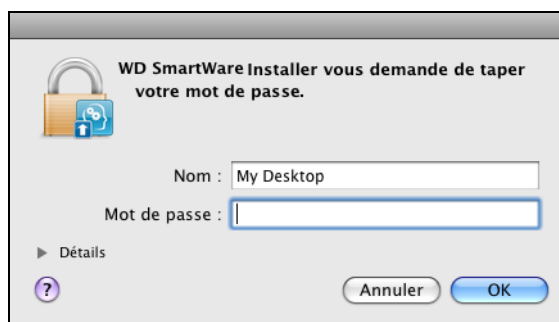 WD SmartWare Installer vous demande de taper
votre mot de passe.
Nom : My Desktop
Mot de passe :
Détails
?
Annuler OK